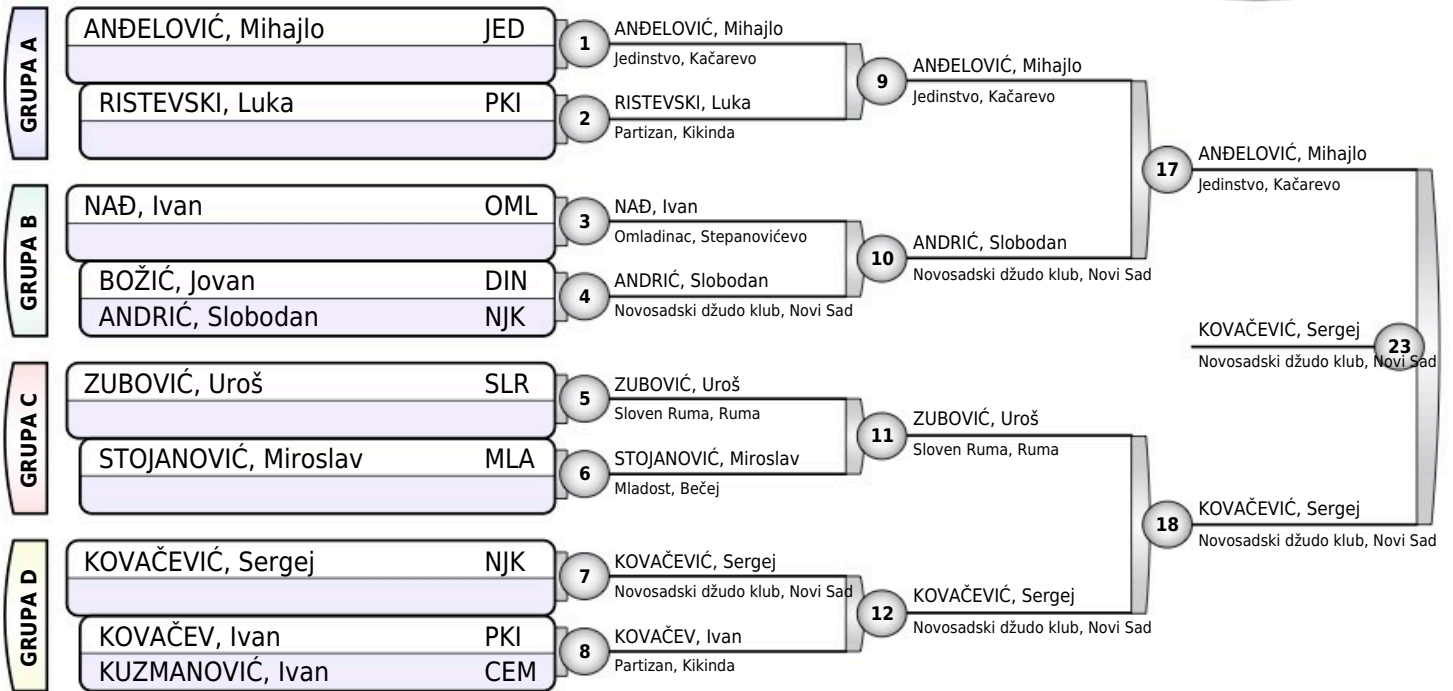 GRUPA A
ANĐELOVIĆ, Mihajlo JED
RISTEVSKI, Luka PKI
GRUPA B
NAĐ, Ivan OML
BOŽIĆ, Jovan DIN
ANDRIĆ, Slobodan NJK
GRUPA C
ZUBOVIĆ, Uroš SLR
STOJANOVIĆ, Miroslav MLA
GRUPA D
KOVAČEVIĆ, Sergej NJK
KOVAČEV, Ivan PKI
KUZMANOVIĆ, Ivan CEM
1
ANĐELOVIĆ, Mihajlo
Jedinstvo, Kačarevo
2
RISTEVSKI, Luka
Partizan, Kikinda
3
NAĐ, Ivan
Omladinac, Stepanovićevo
4
ANDRIĆ, Slobodan
Novosadski džudo klub, Novi Sad
5
ZUBOVIĆ, Uroš
Sloven Ruma, Ruma
6
STOJANOVIĆ, Miroslav
Mladost, Bečej
7
KOVAČEVIĆ, Sergej
Novosadski džudo klub, Novi Sad
8
KOVAČEV, Ivan
Partizan, Kikinda
9
ANĐELOVIĆ, Mihajlo
Jedinstvo, Kačarevo
10
ANDRIĆ, Slobodan
Novosadski džudo klub, Novi Sad
11
ZUBOVIĆ, Uroš
Sloven Ruma, Ruma
12
KOVAČEVIĆ, Sergej
Novosadski džudo klub, Novi Sad
17
ANĐELOVIĆ, Mihajlo
Jedinstvo, Kačarevo
18
KOVAČEVIĆ, Sergej
Novosadski džudo klub, Novi Sad
KOVAČEVIĆ, Sergej
23
Novosadski džudo klub, Novi Sad